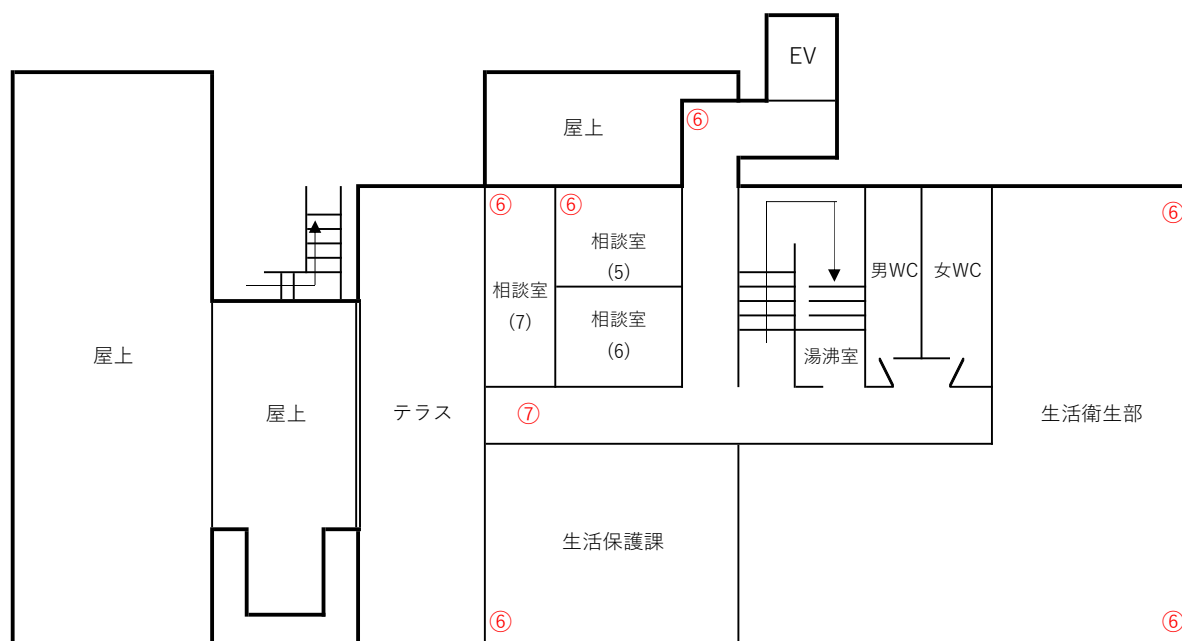 EV
屋上
⑥
⑥
⑥
⑥
相談室
(5)
男WC
女WC
相談室
(7)
相談室
(6)
屋上
湯沸室
屋上
テラス
⑦
生活衛生部
生活保護課
⑥
⑥